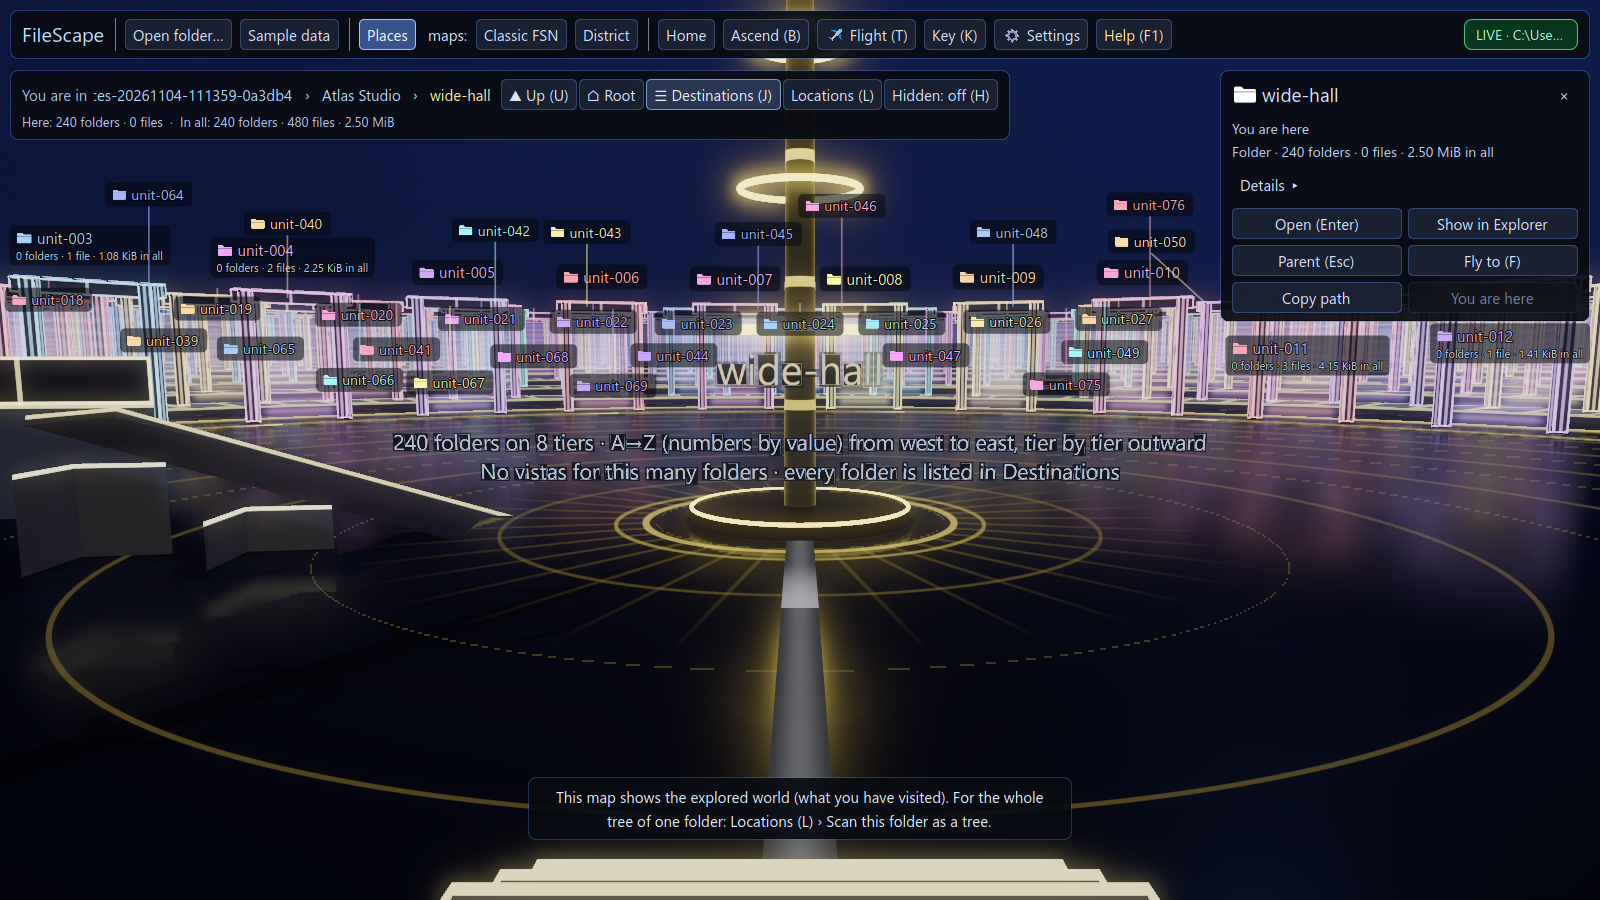 FileScape Open folder... Sample data Places maps: Classic FSN District Home Ascend (B) Flight (T) Key (K) Settings Help (F1) LIVE · C:\Use...
You are in :es-20261104-111359-0a3db4 › Atlas Studio › wide-hall ▲ Up (U) Root ☰ Destinations (J) Locations (L) Hidden: off (H)
Here: 240 folders · 0 files · In all: 240 folders · 480 files · 2.50 MiB
wide-hall ×
You are here
Folder · 240 folders · 0 files · 2.50 MiB in all
Details ▸
Open (Enter) Show in Explorer
Parent (Esc) Fly to (F)
Copy path You are here
unit-064
unit-046
unit-076
unit-040
unit-042
unit-043
unit-045
unit-048
unit-003
0 folders · 1 file · 1.08 KiB in all
unit-004
0 folders · 2 files · 2.25 KiB in all
unit-050
unit-005
unit-006
unit-007
unit-008
unit-009
unit-010
unit-018
unit-019
unit-020
unit-021
unit-022
unit-023
unit-024
unit-025
unit-026
unit-027
unit-039
unit-065
unit-041
unit-068
unit-044
unit-047
unit-049
unit-011
0 folders · 3 files · 4.15 KiB in all
unit-012
0 folders · 1 file · 1.41 KiB in all
unit-066
unit-067
unit-069
unit-075
wide-hall
240 folders on 8 tiers · A→Z (numbers by value) from west to east, tier by tier outward
No vistas for this many folders · every folder is listed in Destinations
This map shows the explored world (what you have visited). For the whole
tree of one folder: Locations (L) › Scan this folder as a tree.